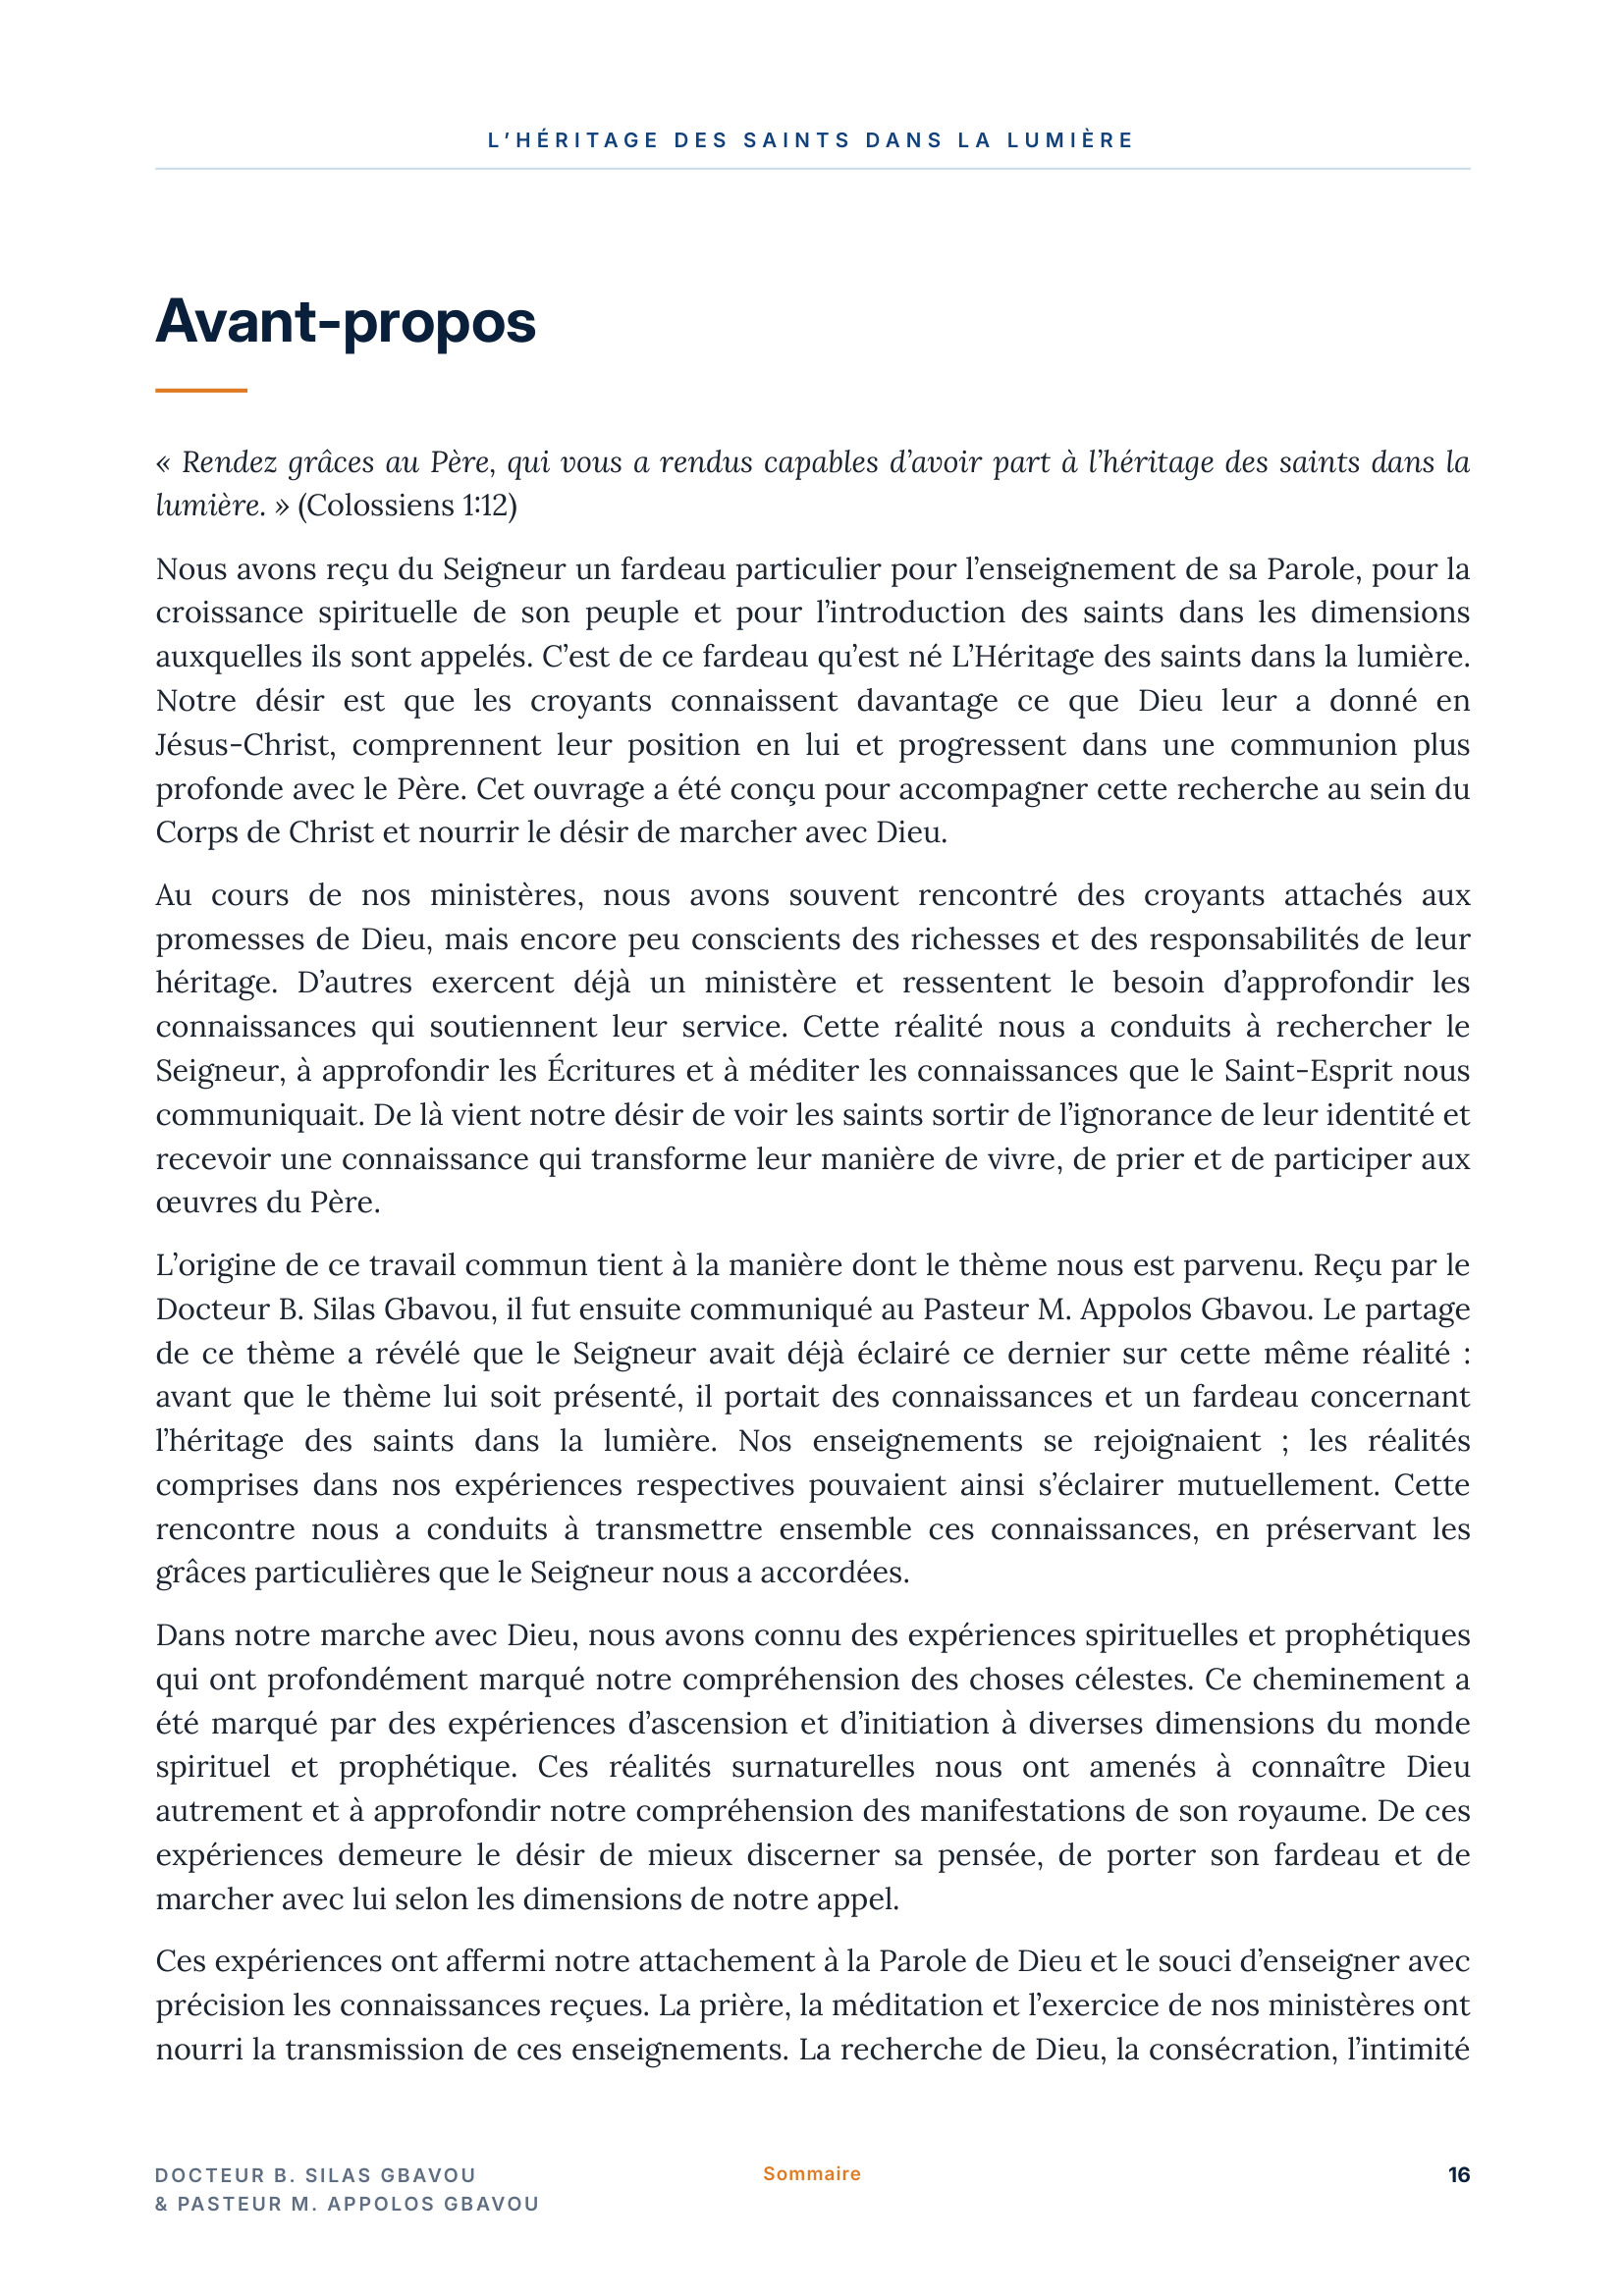 L’HÉRITAGE DES SAINTS DANS LA LUMIÈRE
Avant-propos
« Rendez grâces au Père, qui vous a rendus capables d’avoir part à l’héritage des saints dans la
lumière. » (Colossiens 1:12)
Nous avons reçu du Seigneur un fardeau particulier pour l’enseignement de sa Parole, pour la
croissance spirituelle de son peuple et pour l’introduction des saints dans les dimensions
auxquelles ils sont appelés. C’est de ce fardeau qu’est né L’Héritage des saints dans la lumière.
Notre désir est que les croyants connaissent davantage ce que Dieu leur a donné en
Jésus-Christ, comprennent leur position en lui et progressent dans une communion plus
profonde avec le Père. Cet ouvrage a été conçu pour accompagner cette recherche au sein du
Corps de Christ et nourrir le désir de marcher avec Dieu.
Au cours de nos ministères, nous avons souvent rencontré des croyants attachés aux
promesses de Dieu, mais encore peu conscients des richesses et des responsabilités de leur
héritage. D’autres exercent déjà un ministère et ressentent le besoin d’approfondir les
connaissances qui soutiennent leur service. Cette réalité nous a conduits à rechercher le
Seigneur, à approfondir les Écritures et à méditer les connaissances que le Saint-Esprit nous
communiquait. De là vient notre désir de voir les saints sortir de l’ignorance de leur identité et
recevoir une connaissance qui transforme leur manière de vivre, de prier et de participer aux
œuvres du Père.
L’origine de ce travail commun tient à la manière dont le thème nous est parvenu. Reçu par le
Docteur B. Silas Gbavou, il fut ensuite communiqué au Pasteur M. Appolos Gbavou. Le partage
de ce thème a révélé que le Seigneur avait déjà éclairé ce dernier sur cette même réalité :
avant que le thème lui soit présenté, il portait des connaissances et un fardeau concernant
l’héritage des saints dans la lumière. Nos enseignements se rejoignaient ; les réalités
comprises dans nos expériences respectives pouvaient ainsi s’éclairer mutuellement. Cette
rencontre nous a conduits à transmettre ensemble ces connaissances, en préservant les
grâces particulières que le Seigneur nous a accordées.
Dans notre marche avec Dieu, nous avons connu des expériences spirituelles et prophétiques
qui ont profondément marqué notre compréhension des choses célestes. Ce cheminement a
été marqué par des expériences d’ascension et d’initiation à diverses dimensions du monde
spirituel et prophétique. Ces réalités surnaturelles nous ont amenés à connaître Dieu
autrement et à approfondir notre compréhension des manifestations de son royaume. De ces
expériences demeure le désir de mieux discerner sa pensée, de porter son fardeau et de
marcher avec lui selon les dimensions de notre appel.
Ces expériences ont affermi notre attachement à la Parole de Dieu et le souci d’enseigner avec
précision les connaissances reçues. La prière, la méditation et l’exercice de nos ministères ont
nourri la transmission de ces enseignements. La recherche de Dieu, la consécration, l’intimité
DOCTEUR B. SILAS GBAVOU
& PASTEUR M. APPOLOS GBAVOU
Sommaire
16